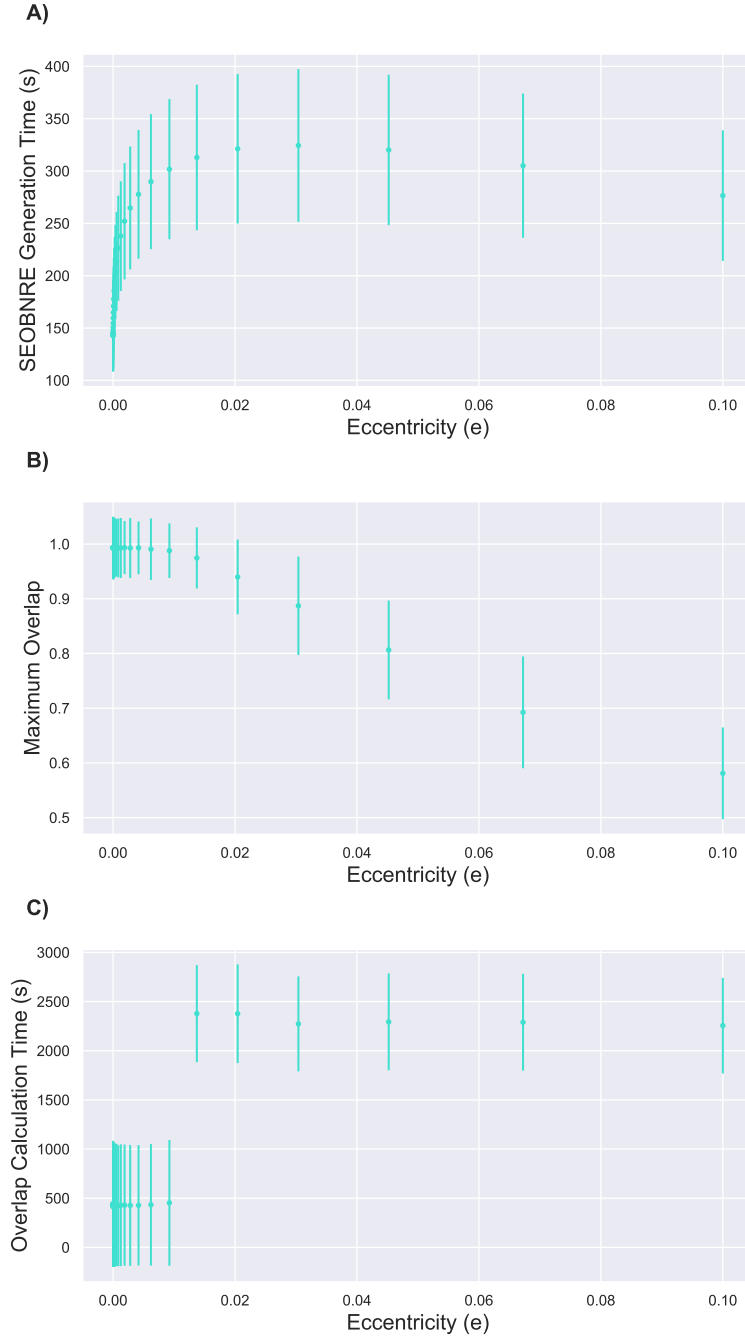 A)
SEOBNRE Generation Time (s)
400
350
300
250
200
150
100
0.00 0.02 0.04 0.06 0.08 0.10
Eccentricity (e)
B)
Maximum Overlap
1.0
0.9
0.8
0.7
0.6
0.5
0.00 0.02 0.04 0.06 0.08 0.10
Eccentricity (e)
C)
Overlap Calculation Time (s)
3000
2500
2000
1500
1000
500
0
0.00 0.02 0.04 0.06 0.08 0.10
Eccentricity (e)